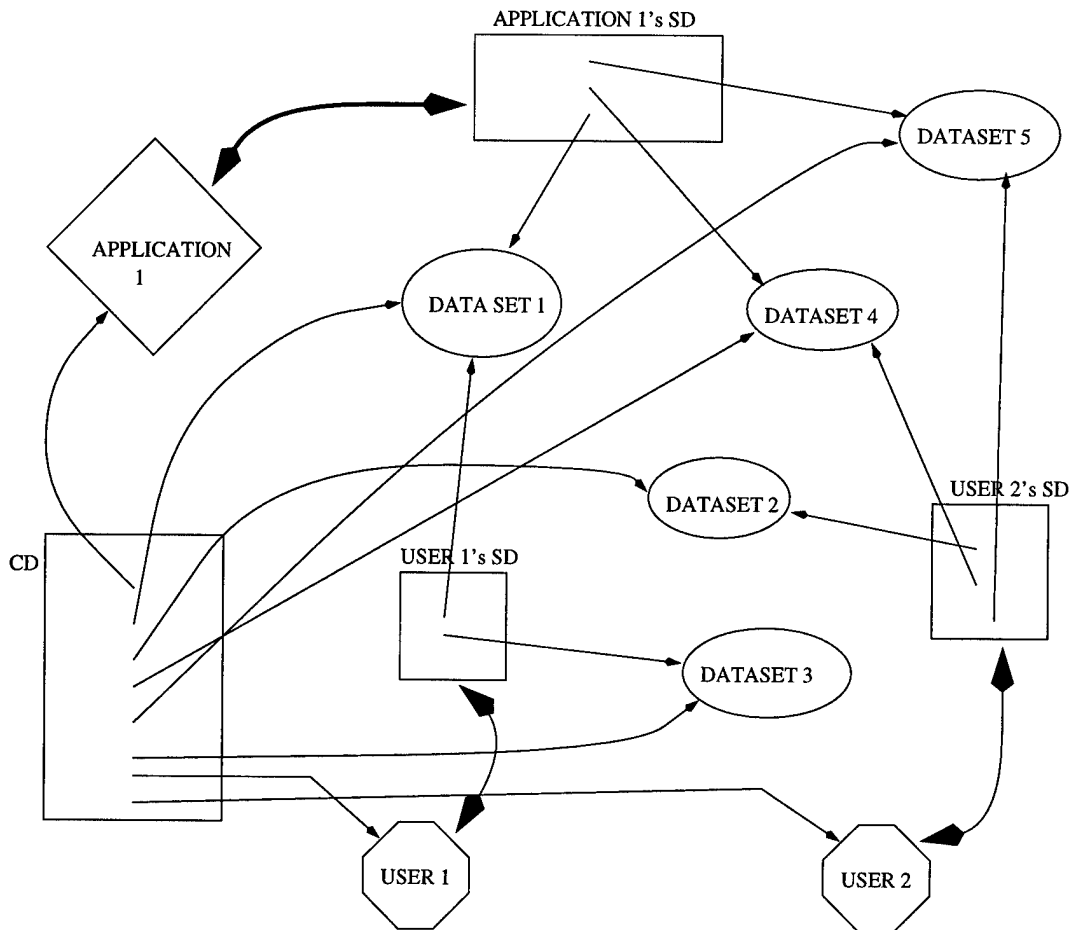 APPLICATION 1's SD
DATASET 5
APPLICATION
1
DATA SET 1
DATASET 4
DATASET 2
USER 2's SD
CD
USER 1's SD
DATASET 3
USER 1
USER 2